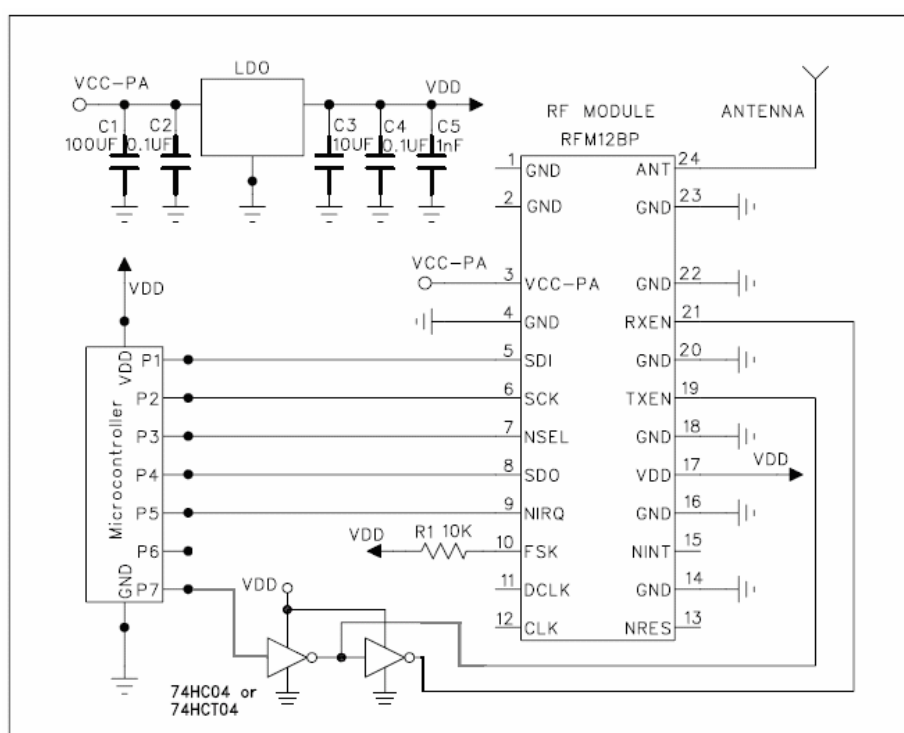 LDO
VCC-PA
VDD
C1
100UF
C2
0.1UF
C3
10UF
C4
0.1UF
C5
1nF
RF MODULE
RFM12BP
ANTENNA
1
GND
2
GND
VCC-PA
3
VCC-PA
4
GND
5
SDI
6
SCK
7
NSEL
8
SDO
9
NIRQ
VDD
R1 10K
10
FSK
11
DCLK
12
CLK
24
ANT
23
GND
22
GND
21
RXEN
20
GND
19
TXEN
18
GND
17
VDD
VDD
16
GND
15
NINT
14
GND
13
NRES
VDD
VDD
Microcontroller
GND
P1
P2
P3
P4
P5
P6
P7
VDD
74HC04 or
74HCT04